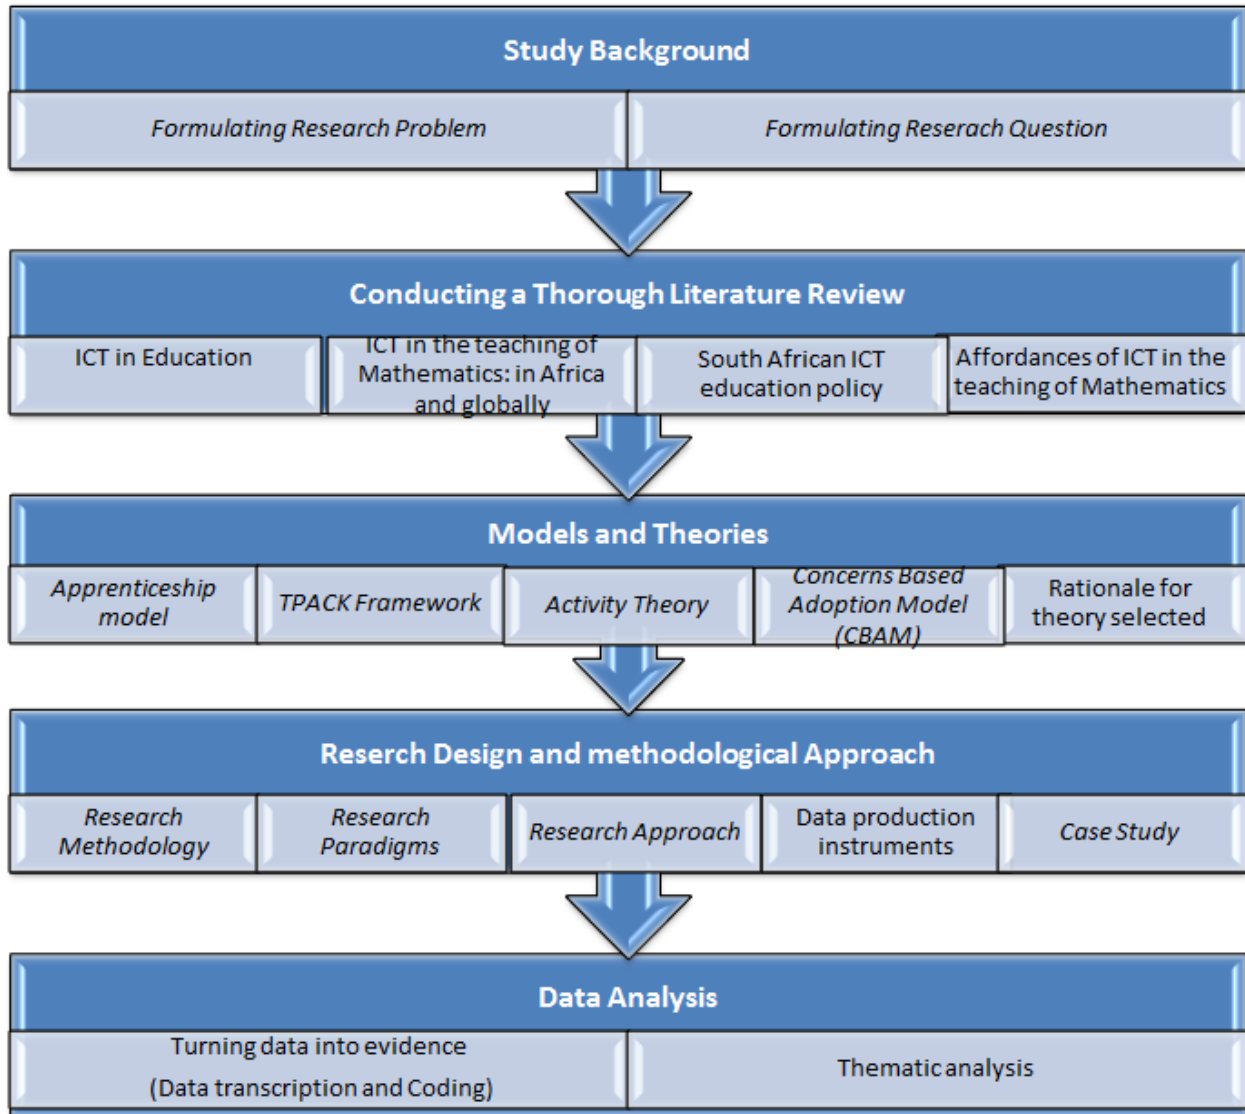 Study Background
Formulating Research Problem
Formulating Reserach Question
Conducting a Thorough Literature Review
ICT in Education
ICT in the teaching of
Mathematics: in Africa
and globally
South African ICT
education policy
Affordances of ICT in the
teaching of Mathematics
Models and Theories
Apprenticeship
model
TPACK Framework
Activity Theory
Concerns Based
Adoption Model
(CBAM)
Rationale for
theory selected
Reserch Design and methodological Approach
Research
Methodology
Research
Paradigms
Research Approach
Data production
instruments
Case Study
Data Analysis
Turning data into evidence
(Data transcription and Coding)
Thematic analysis